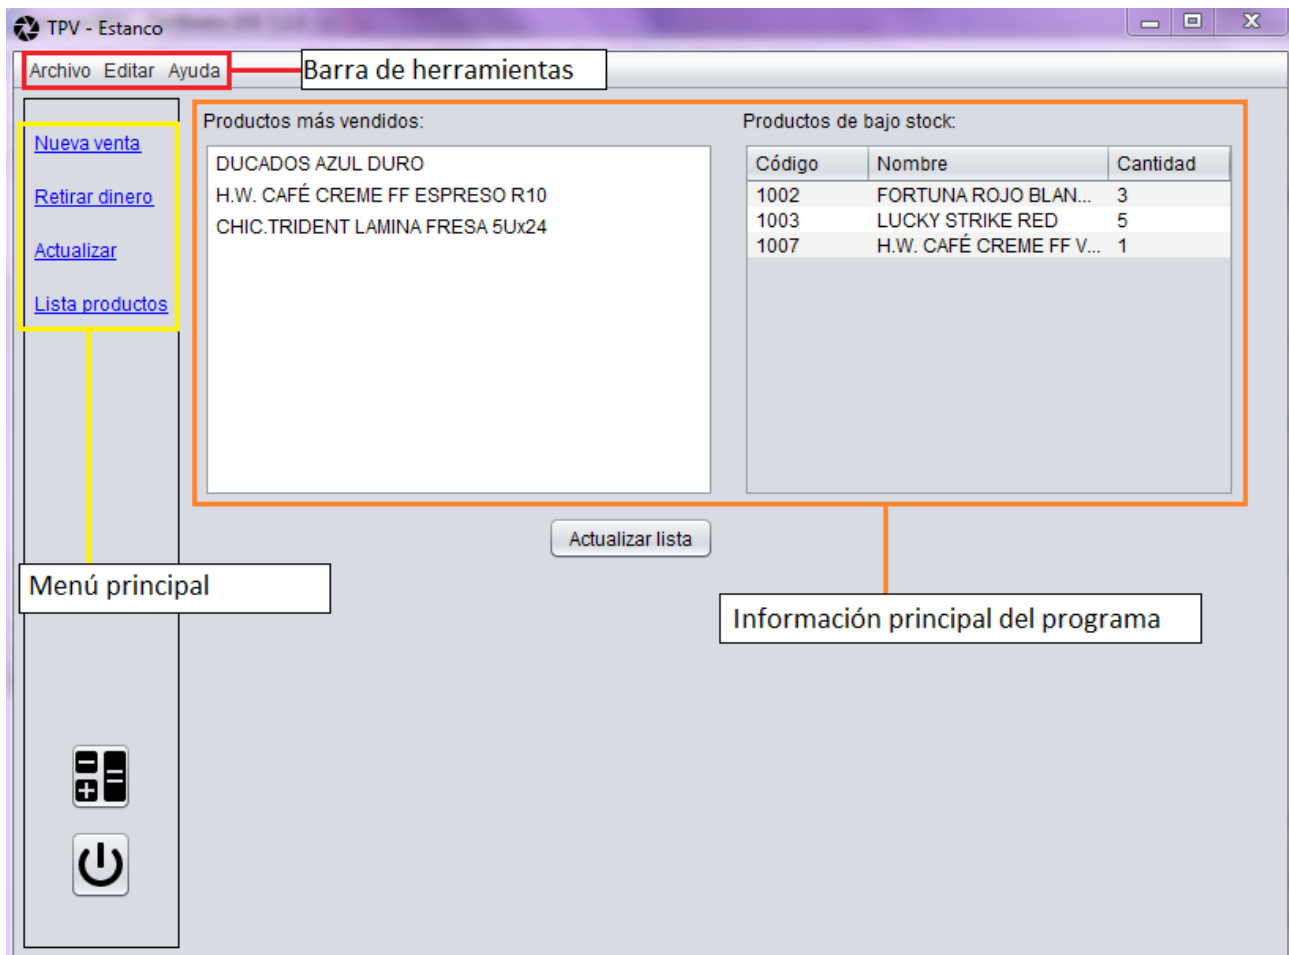 TPV - Estanco
Archivo Editar Ayuda
Barra de herramientas
Nueva venta
Retirar dinero
Actualizar
Lista productos
Productos más vendidos:
DUCADOS AZUL DURO
H.W. CAFÉ CREME FF ESPRESO R10
CHIC.TRIDENT LAMINA FRESA 5Ux24
Productos de bajo stock:
Código Nombre Cantidad
1002 FORTUNA ROJO BLAN... 3
1003 LUCKY STRIKE RED 5
1007 H.W. CAFÉ CREME FF V... 1
Actualizar lista
Menú principal
Información principal del programa